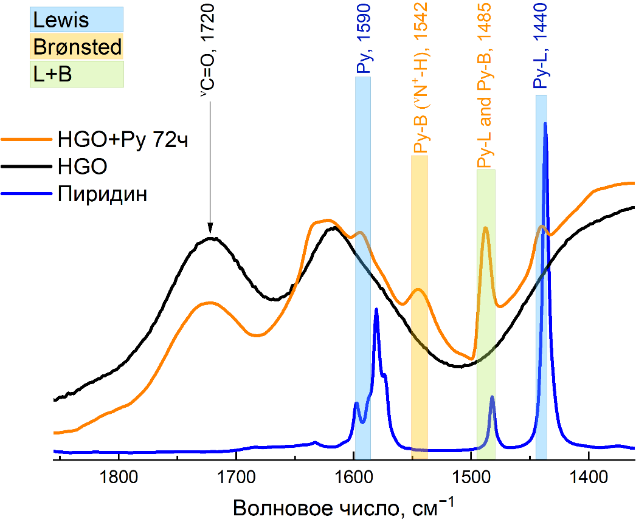 Lewis
Brønsted
L+B
νC=O, 1720
Py, 1590
Py-B (νN⁺-H), 1542
Py-L and Py-B, 1485
Py-L, 1440
HGO+Py 72ч
HGO
Пиридин
1800 1700 1600 1500 1400
Волновое число, см⁻¹